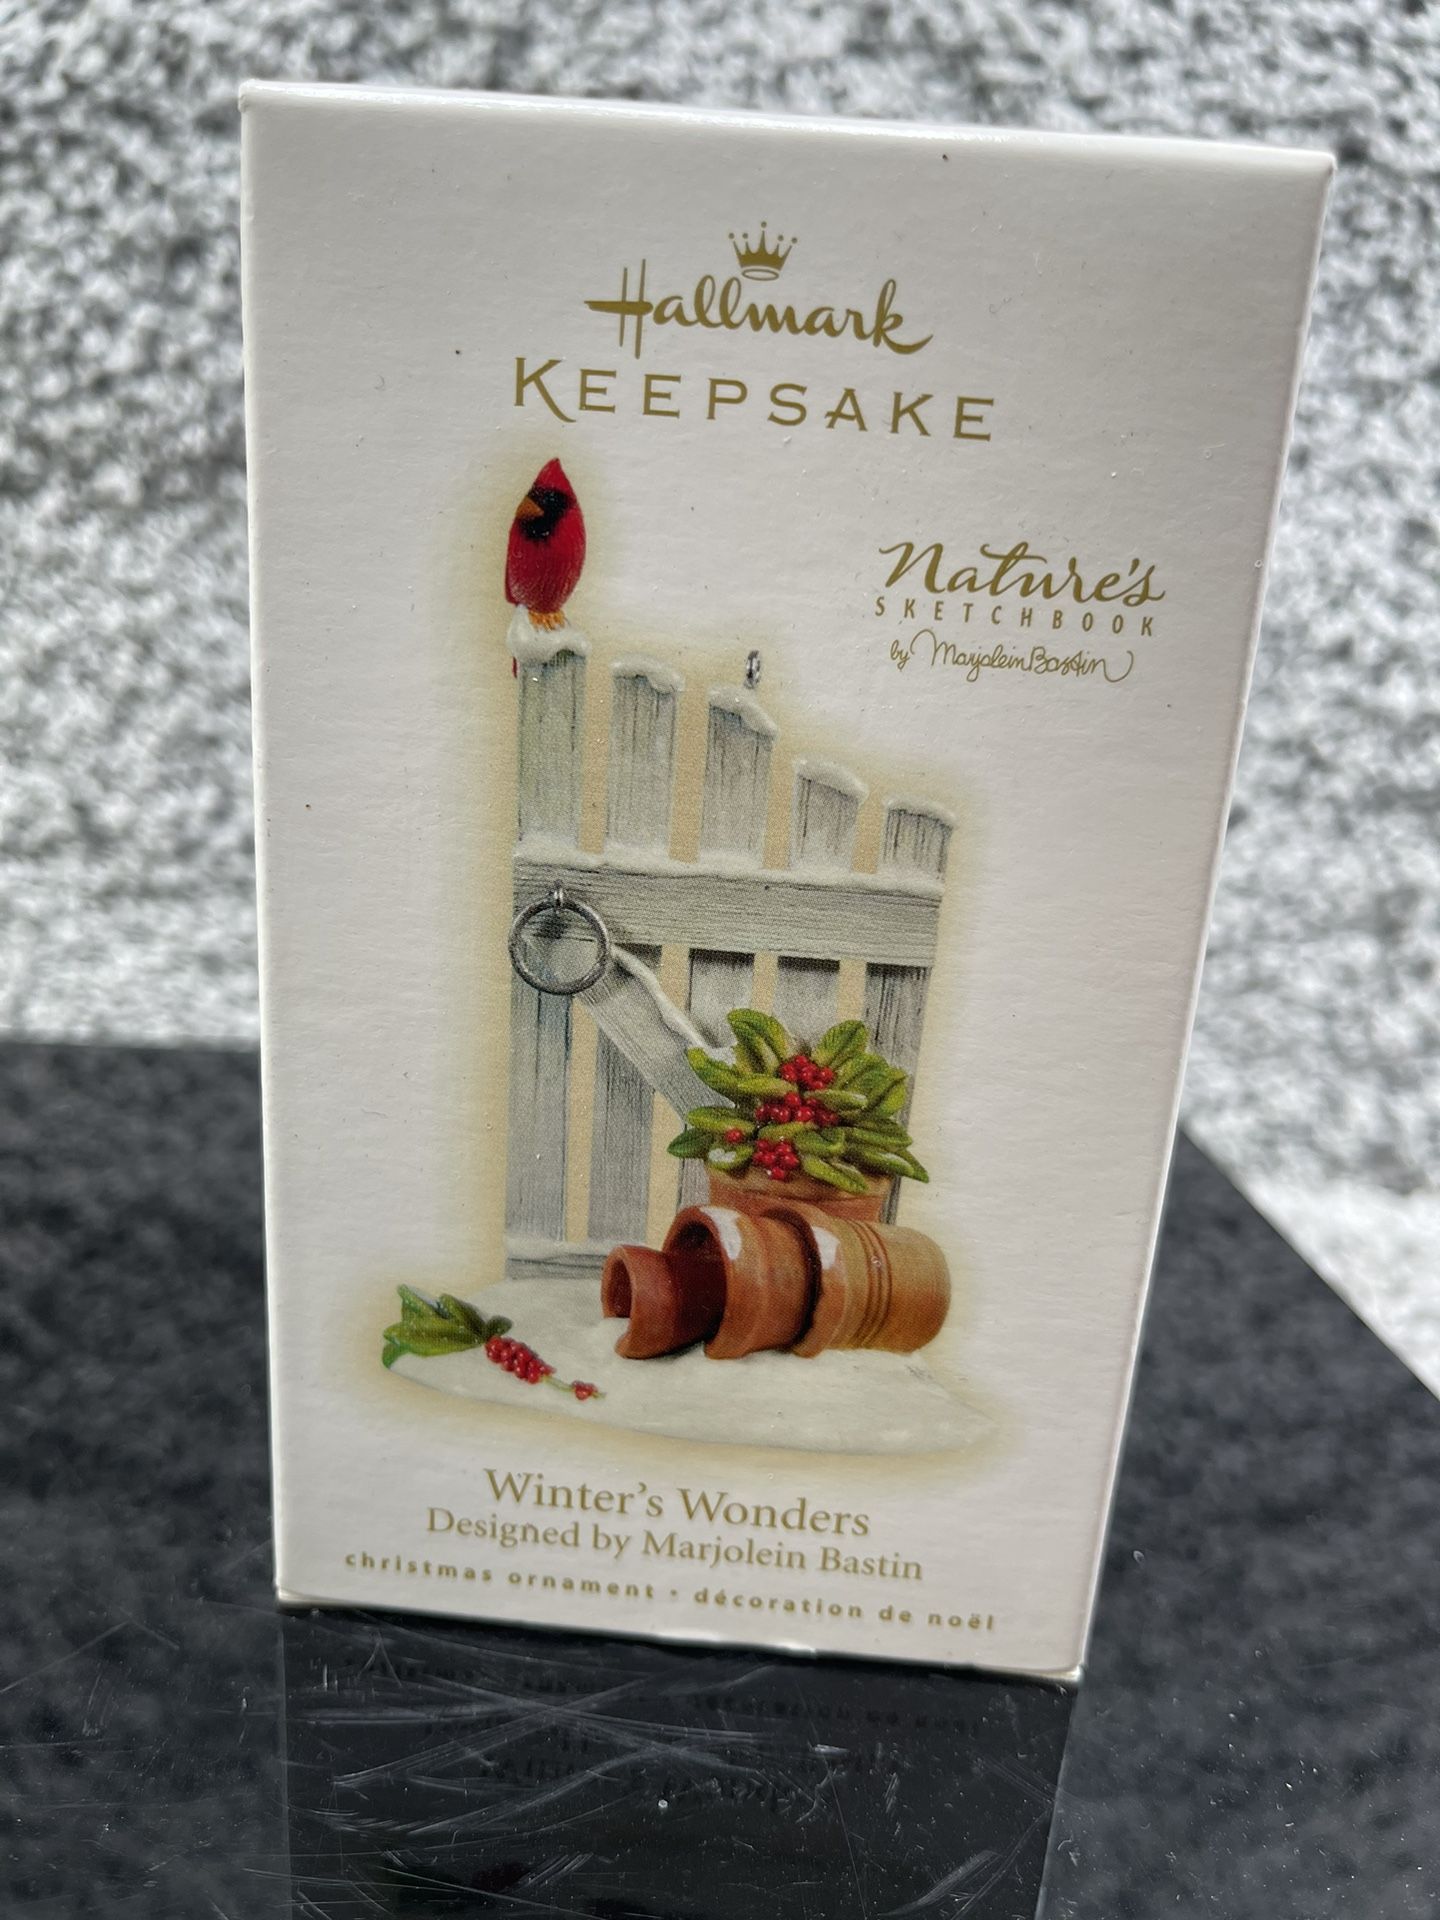 Hallmark
KEEPSAKE
Nature's
SKETCHBOOK
by Marjolein Bastin
Winter's Wonders
Designed by Marjolein Bastin
christmas ornament • décoration de noël